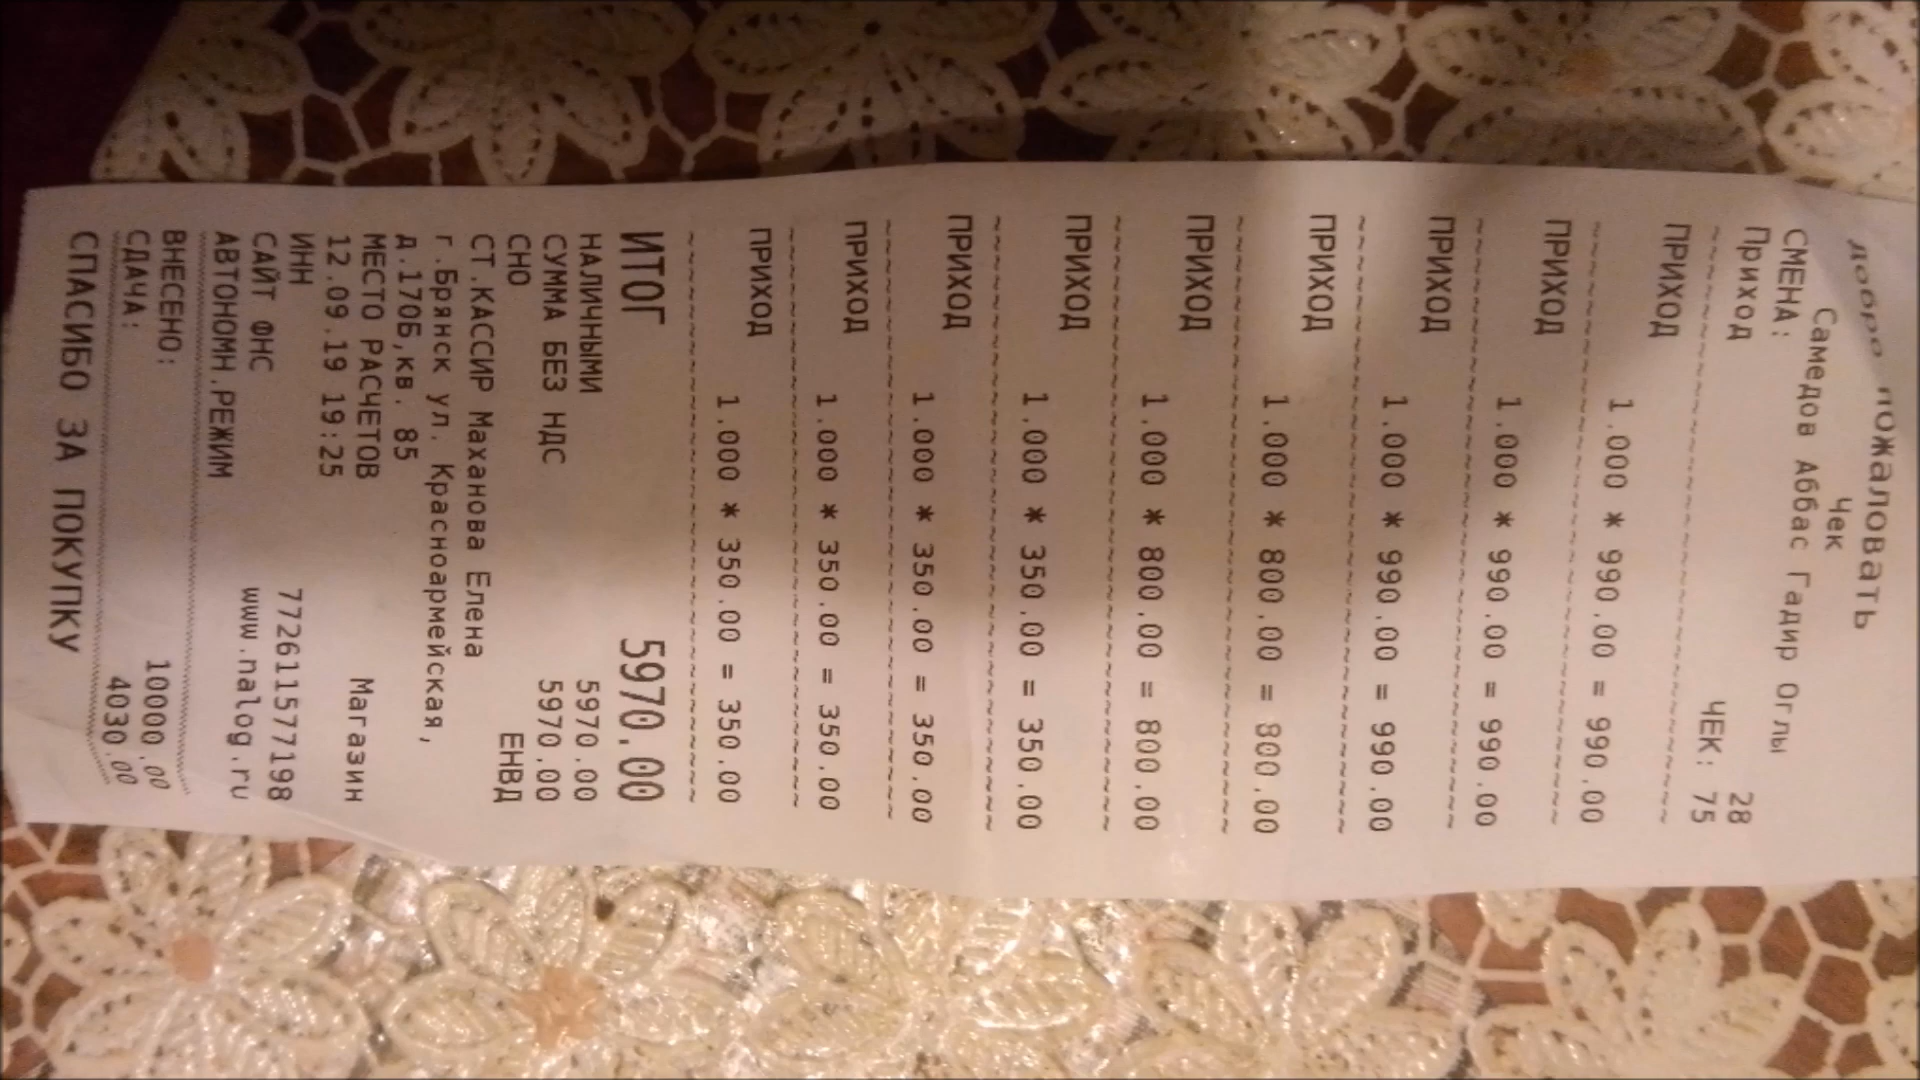 добро пожаловать
Чек
Самедов Аббас Гадир Оглы
СМЕНА: 28
Приход ЧЕК: 75
ПРИХОД
1.000 * 990.00 = 990.00
ПРИХОД
1.000 * 990.00 = 990.00
ПРИХОД
1.000 * 990.00 = 990.00
ПРИХОД
1.000 * 800.00 = 800.00
ПРИХОД
1.000 * 800.00 = 800.00
ПРИХОД
1.000 * 350.00 = 350.00
ПРИХОД
1.000 * 350.00 = 350.00
ПРИХОД
1.000 * 350.00 = 350.00
ПРИХОД
1.000 * 350.00 = 350.00
ИТОГ 5970.00
НАЛИЧНЫМИ 5970.00
СУММА БЕЗ НДС 5970.00
СНО ЕНВД
СТ.КАССИР Маханова Елена
г.Брянск ул. Красноармейская,
д.170Б,кв. 85
МЕСТО РАСЧЕТОВ Магазин
12.09.19 19:25
ИНН 772611577198
САЙТ ФНС www.nalog.ru
АВТОНОМН.РЕЖИМ
ВНЕСЕНО: 10000.00
СДАЧА: 4030.00
СПАСИБО ЗА ПОКУПКУ